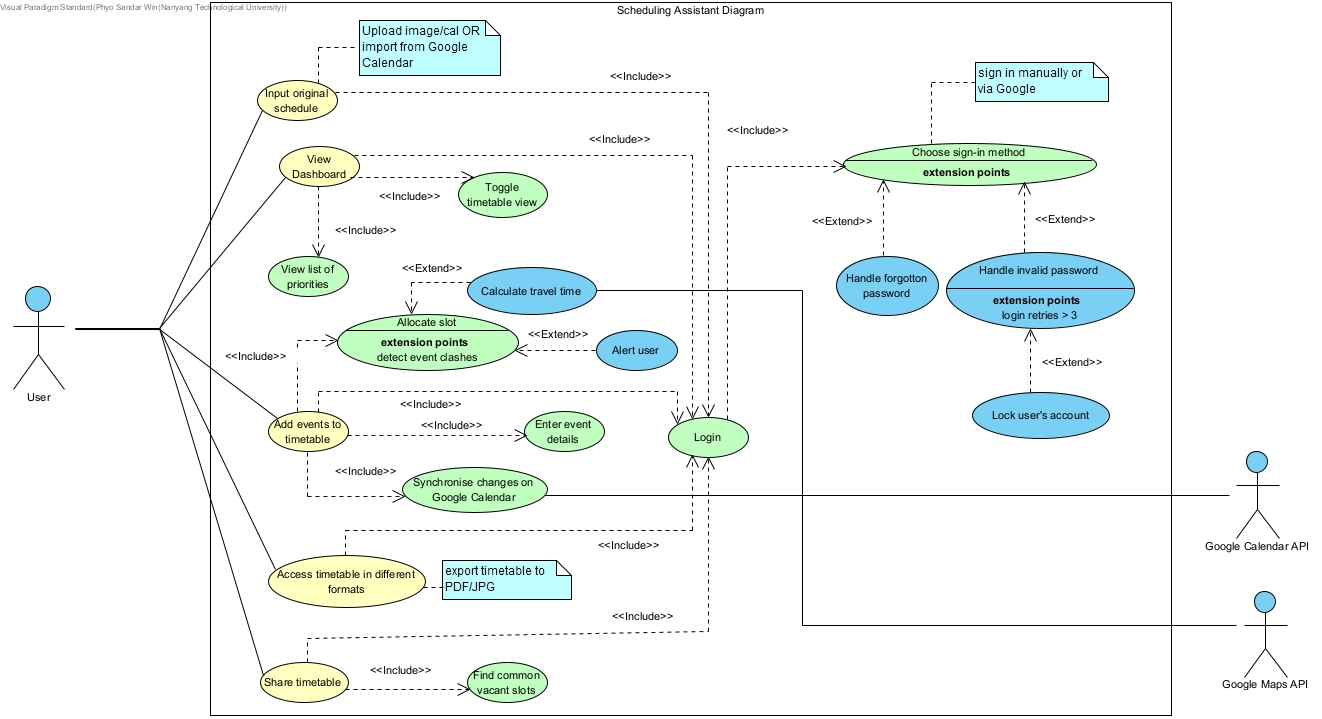 Visual Paradigm Standard(Phyo Sandar Win(Nanyang Technological University))
Scheduling Assistant Diagram
Upload image/cal OR
import from Google
Calendar
sign in manually or
via Google
<<Include>>
Input original
schedule
<<Include>>
<<Include>>
View
Dashboard
Choose sign-in method
extension points
<<Include>>
Toggle
timetable view
<<Extend>>
<<Extend>>
<<Include>>
View list of
priorities
<<Extend>>
Calculate travel time
Handle forgotton
password
Handle invalid password
extension points
login retries > 3
Allocate slot
extension points
detect event clashes
<<Extend>>
Alert user
<<Include>>
<<Extend>>
User
<<Include>>
Lock user's account
Add events to
timetable
<<Include>>
Enter event
details
Login
<<Include>>
Synchronise changes on
Google Calendar
Google Calendar API
<<Include>>
Access timetable in different
formats
export timetable to
PDF/JPG
<<Include>>
<<Include>>
Share timetable
Find common
vacant slots
Google Maps API